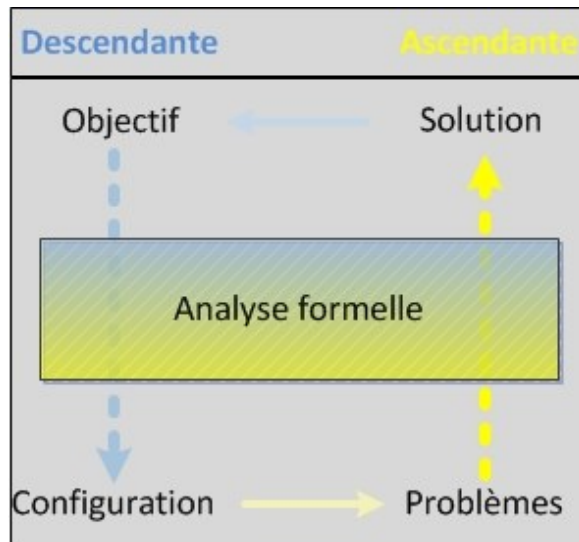 Descendante Ascendante
Objectif Solution
Analyse formelle
Configuration Problèmes